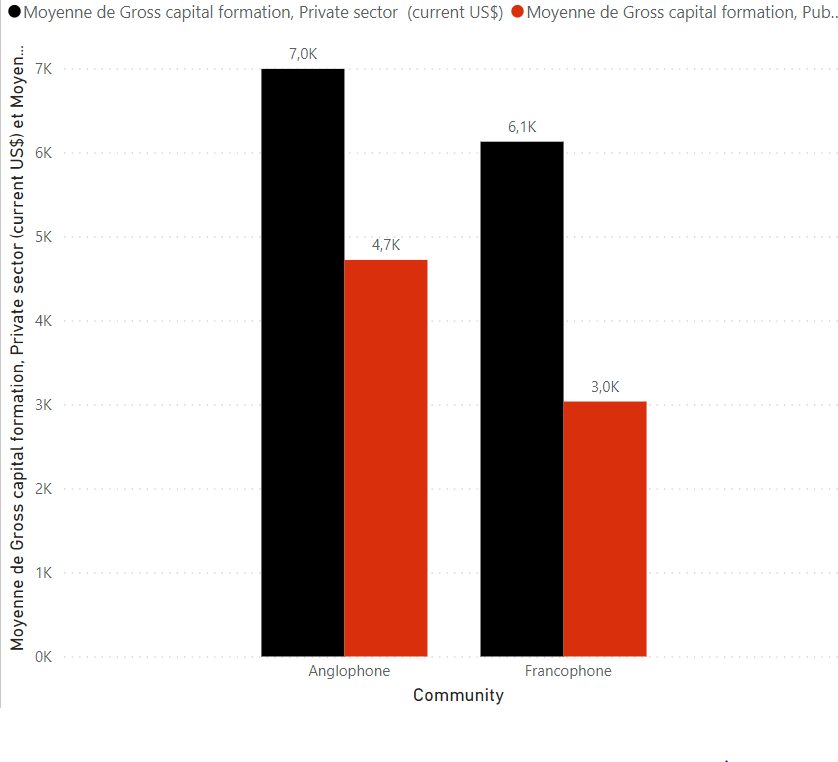 Moyenne de Gross capital formation, Private sector (current US$) Moyenne de Gross capital formation, Pub...
Moyenne de Gross capital formation, Private sector (current US$) et Moyen...
7K
6K
5K
4K
3K
2K
1K
0K
7,0K
4,7K
6,1K
3,0K
Anglophone
Francophone
Community